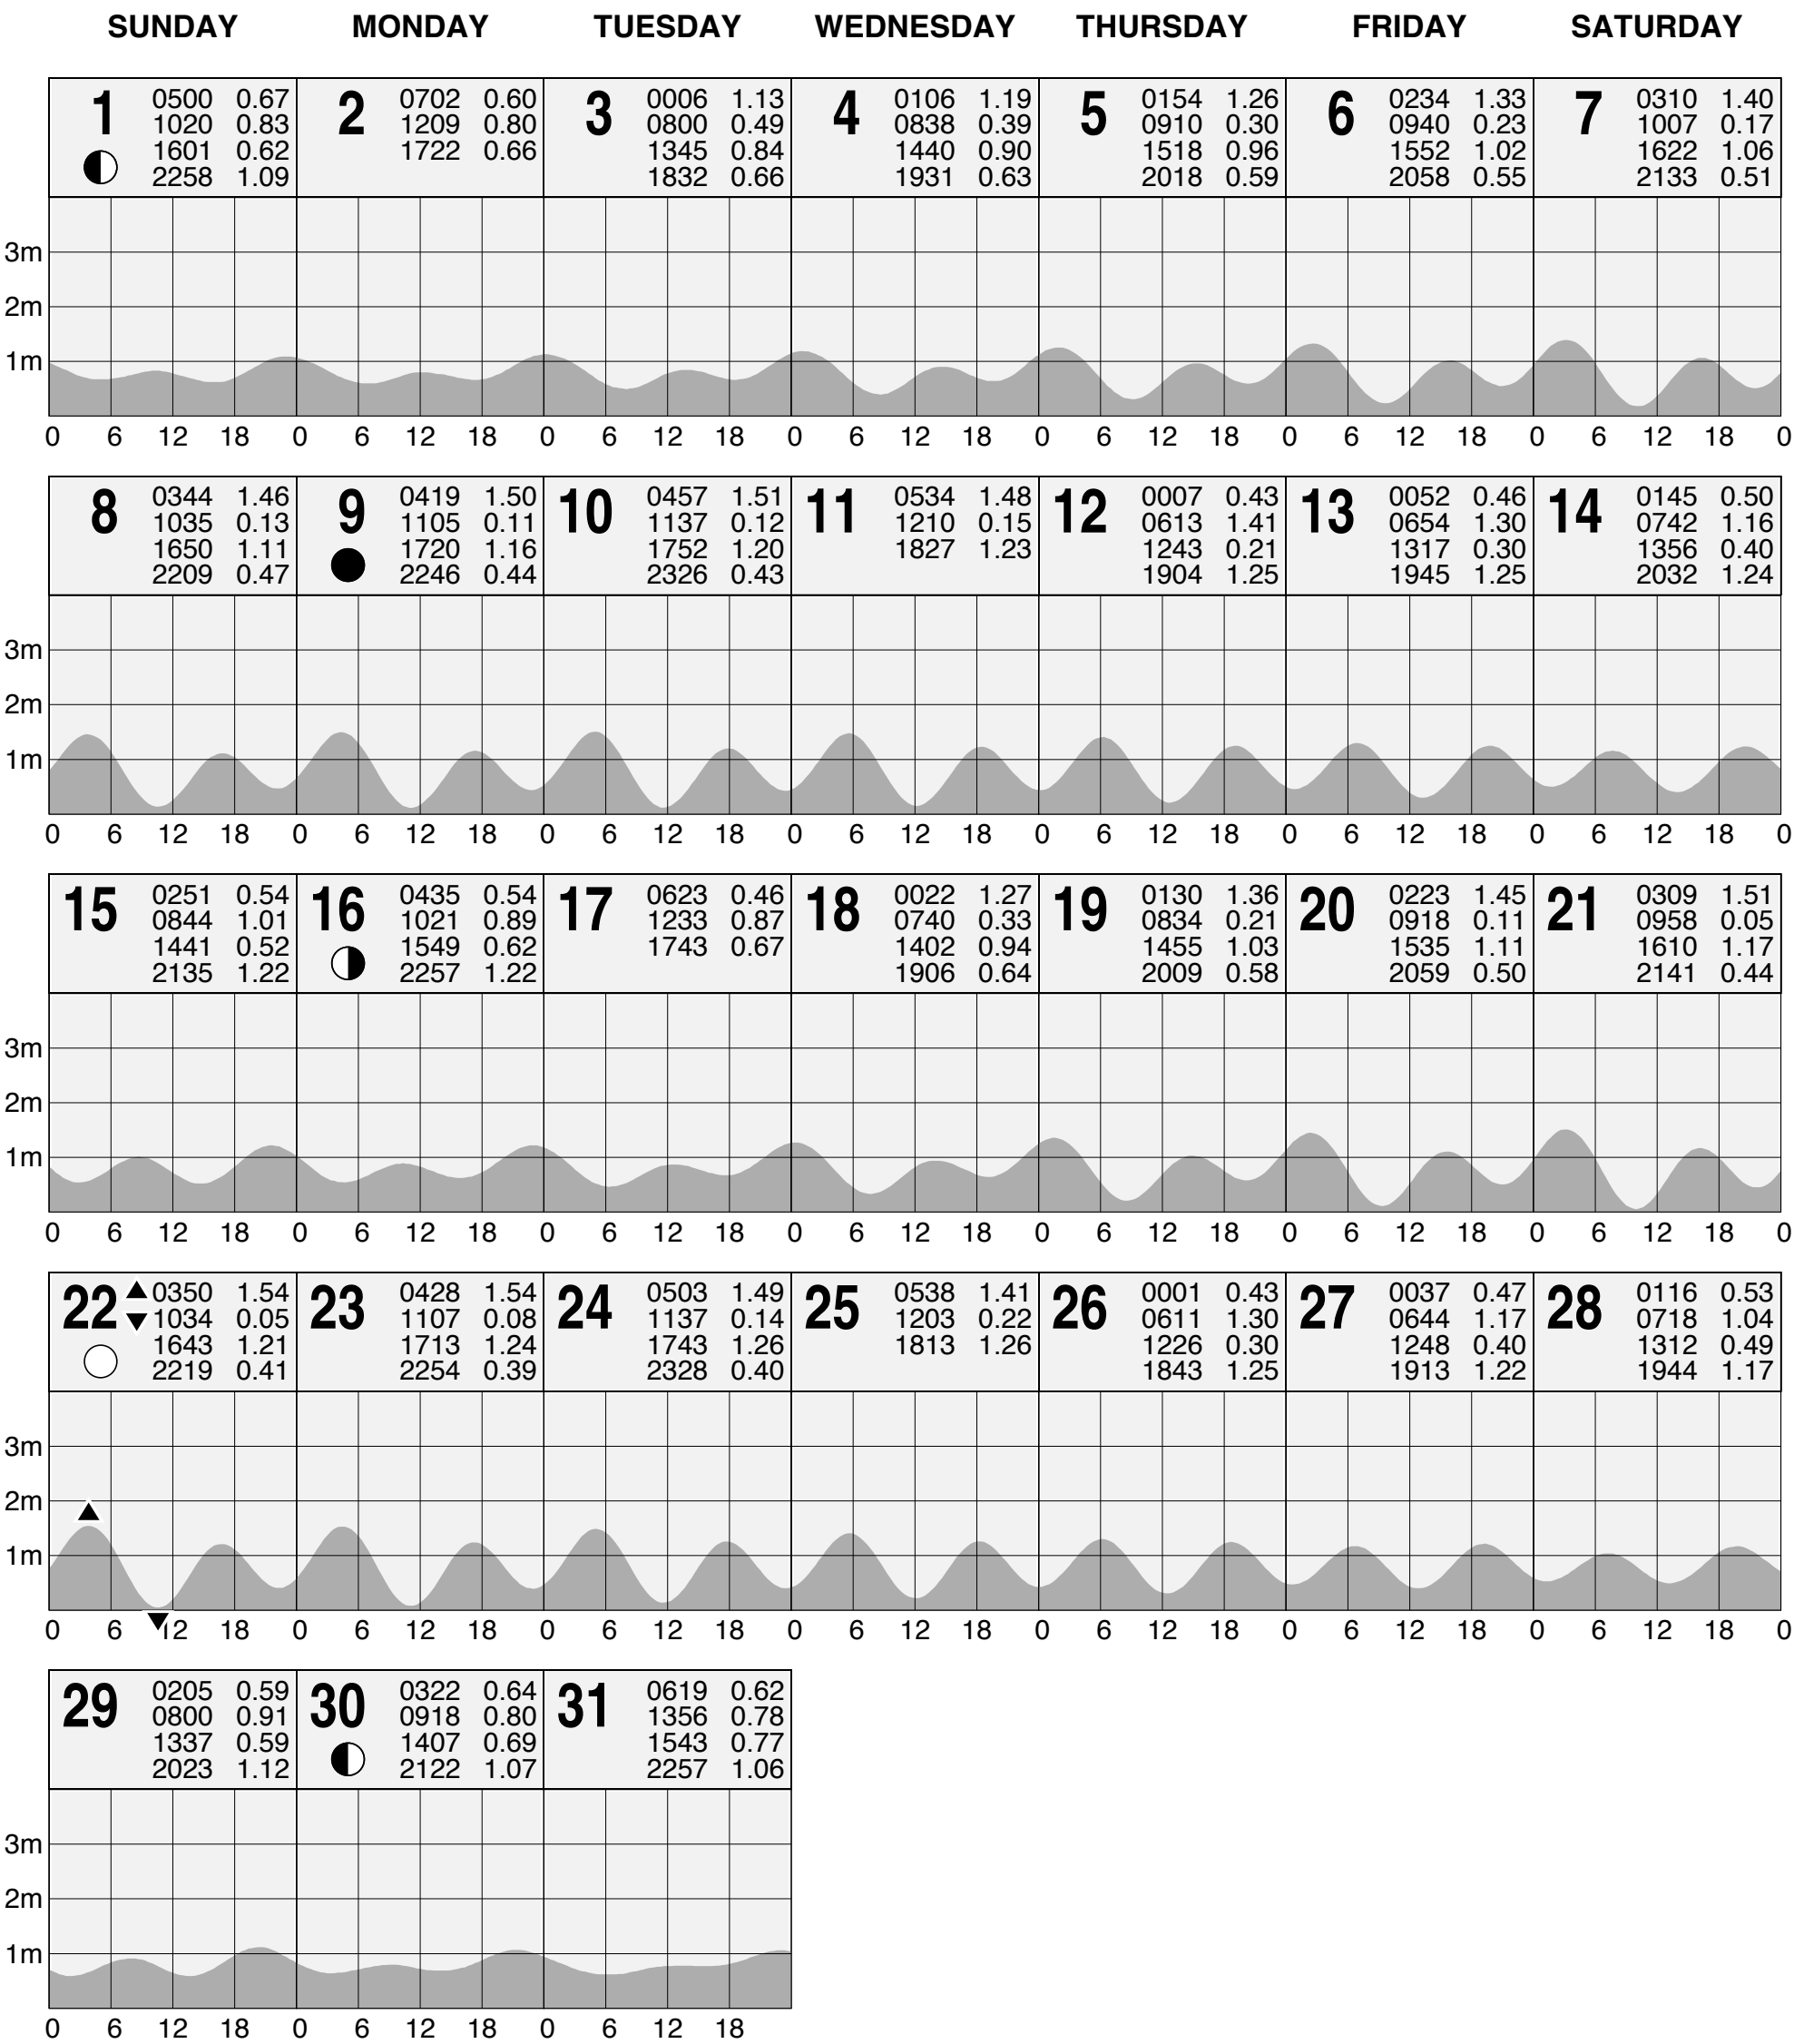 SUNDAY MONDAY TUESDAY WEDNESDAY THURSDAY FRIDAY SATURDAY
1 0500 0.67 2 0702 0.60 3 0006 1.13 4 0106 1.19 5 0154 1.26 6 0234 1.33 7 0310 1.40
1020 0.83 1209 0.80 0800 0.49 0838 0.39 0910 0.30 0940 0.23 1007 0.17
1601 0.62 1722 0.66 1345 0.84 1440 0.90 1518 0.96 1552 1.02 1622 1.06
2258 1.09 1832 0.66 1931 0.63 2018 0.59 2058 0.55 2133 0.51
3m
2m
1m
0 6 12 18 0 6 12 18 0 6 12 18 0 6 12 18 0 6 12 18 0 6 12 18 0 6 12 18 0
8 0344 1.46 9 0419 1.50 10 0457 1.51 11 0534 1.48 12 0007 0.43 13 0052 0.46 14 0145 0.50
1035 0.13 1105 0.11 1137 0.12 1210 0.15 0613 1.41 0654 1.30 0742 1.16
1650 1.11 1720 1.16 1752 1.20 1827 1.23 1243 0.21 1317 0.30 1356 0.40
2209 0.47 2246 0.44 2326 0.43 1904 1.25 1945 1.25 2032 1.24
3m
2m
1m
0 6 12 18 0 6 12 18 0 6 12 18 0 6 12 18 0 6 12 18 0 6 12 18 0 6 12 18 0
15 0251 0.54 16 0435 0.54 17 0623 0.46 18 0022 1.27 19 0130 1.36 20 0223 1.45 21 0309 1.51
0844 1.01 1021 0.89 1233 0.87 0740 0.33 0834 0.21 0918 0.11 0958 0.05
1441 0.52 1549 0.62 1743 0.67 1402 0.94 1455 1.03 1535 1.11 1610 1.17
2135 1.22 2257 1.22 1906 0.64 2009 0.58 2059 0.50 2141 0.44
3m
2m
1m
0 6 12 18 0 6 12 18 0 6 12 18 0 6 12 18 0 6 12 18 0 6 12 18 0 6 12 18 0
22 0350 1.54 23 0428 1.54 24 0503 1.49 25 0538 1.41 26 0001 0.43 27 0037 0.47 28 0116 0.53
1034 0.05 1107 0.08 1137 0.14 1203 0.22 0611 1.30 0644 1.17 0718 1.04
1643 1.21 1713 1.24 1743 1.26 1813 1.26 1226 0.30 1248 0.40 1312 0.49
2219 0.41 2254 0.39 2328 0.40 1843 1.25 1913 1.22 1944 1.17
3m
2m
1m
0 6 12 18 0 6 12 18 0 6 12 18 0 6 12 18 0 6 12 18 0 6 12 18 0 6 12 18 0
29 0205 0.59 30 0322 0.64 31 0619 0.62
0800 0.91 0918 0.80 1356 0.78
1337 0.59 1407 0.69 1543 0.77
2023 1.12 2122 1.07 2257 1.06
3m
2m
1m
0 6 12 18 0 6 12 18 0 6 12 18